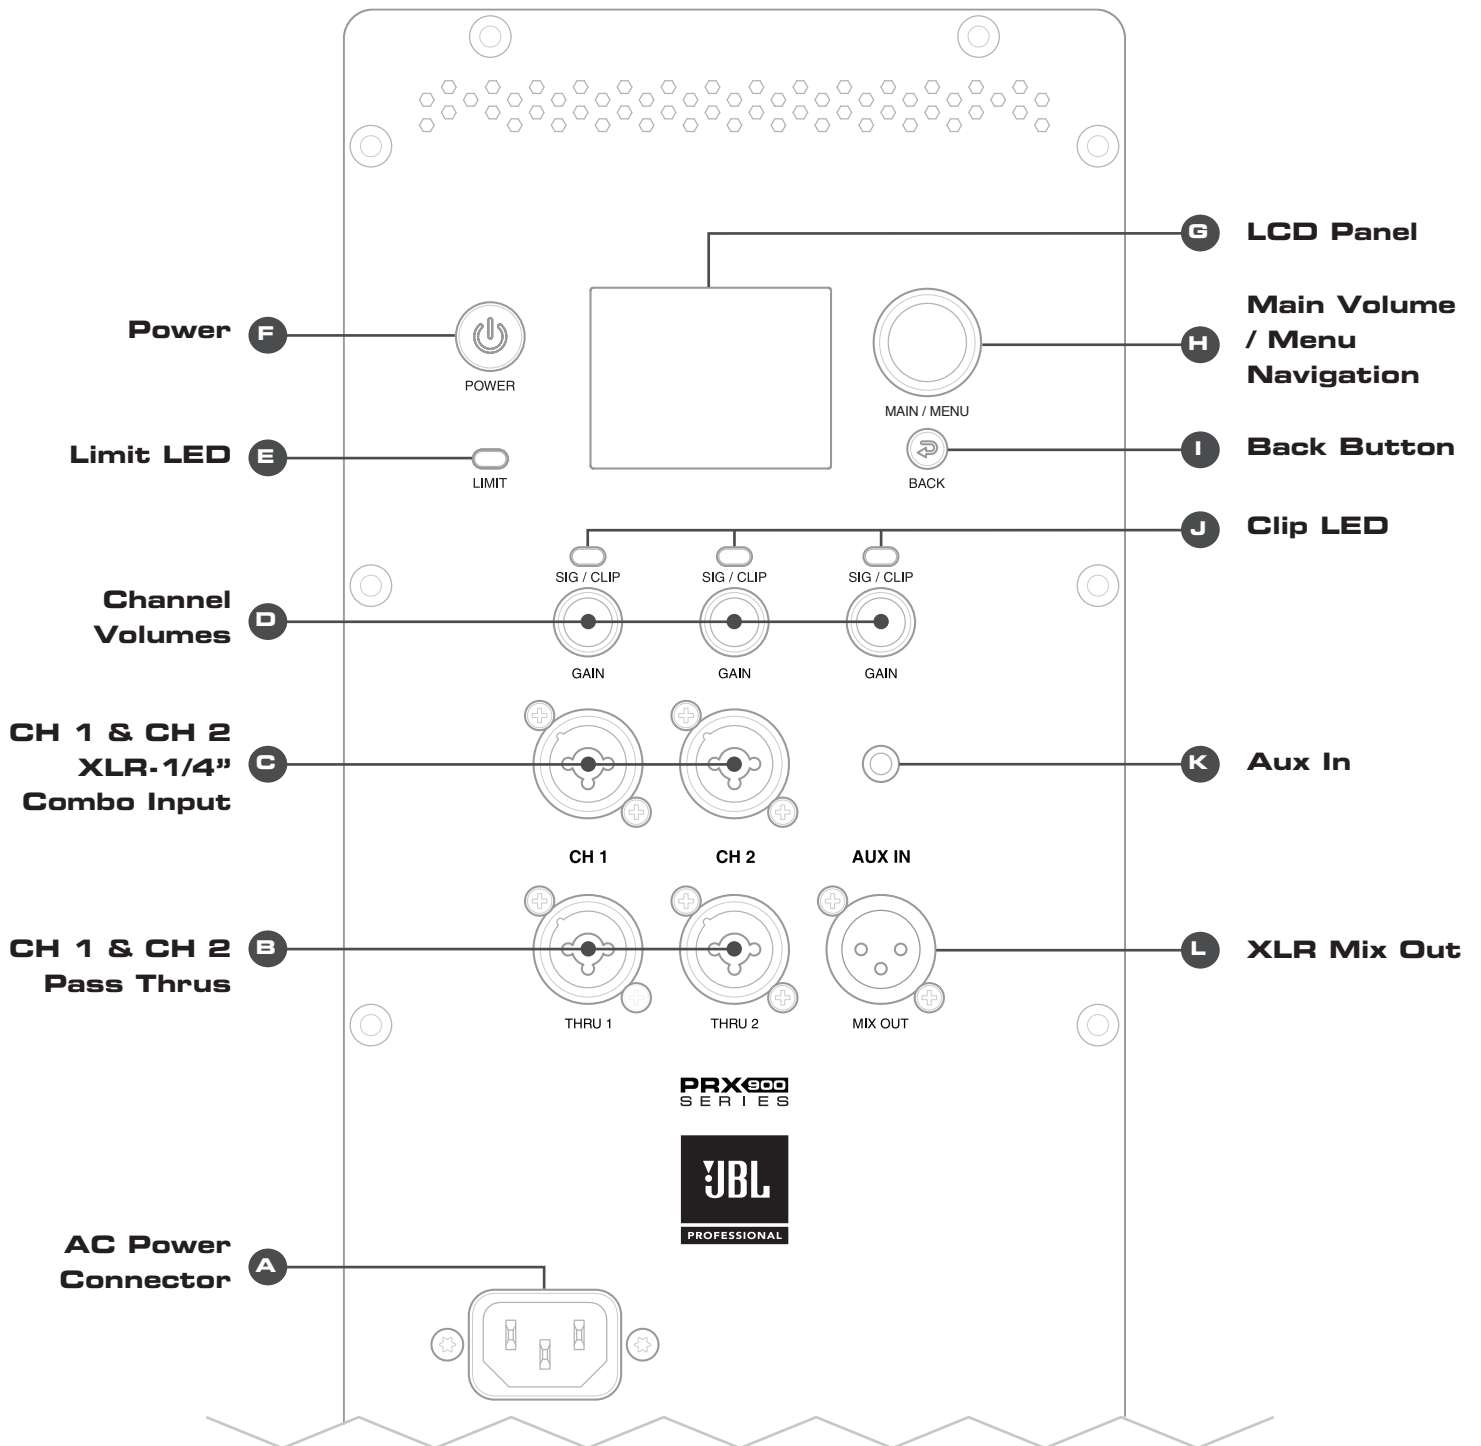 G LCD Panel
Main Volume
/ Menu
H
Navigation
Power F
POWER
MAIN / MENU
Limit LED E
LIMIT
I Back Button
BACK
J Clip LED
SIG / CLIP SIG / CLIP SIG / CLIP
Channel
Volumes
D
GAIN GAIN GAIN
CH 1 & CH 2
XLR-1/4”
Combo Input
C
K Aux In
CH 1 CH 2 AUX IN
CH 1 & CH 2
Pass Thrus
B
L XLR Mix Out
THRU 1 THRU 2 MIX OUT
PRX 900
SERIES
JBL
PROFESSIONAL
AC Power
Connector
A